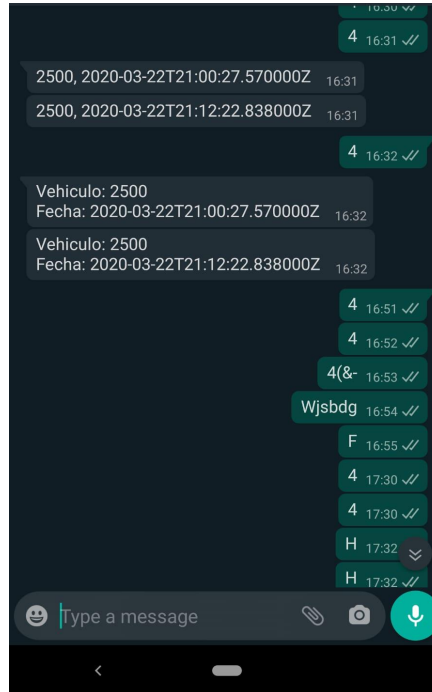 16:30
4 16:31
2500, 2020-03-22T21:00:27.570000Z 16:31
2500, 2020-03-22T21:12:22.838000Z 16:31
4 16:32
Vehiculo: 2500
Fecha: 2020-03-22T21:00:27.570000Z 16:32
Vehiculo: 2500
Fecha: 2020-03-22T21:12:22.838000Z 16:32
4 16:51
4 16:52
4(&- 16:53
Wjsbdg 16:54
F 16:55
4 17:30
4 17:30
H 17:32
H 17:32
Type a message